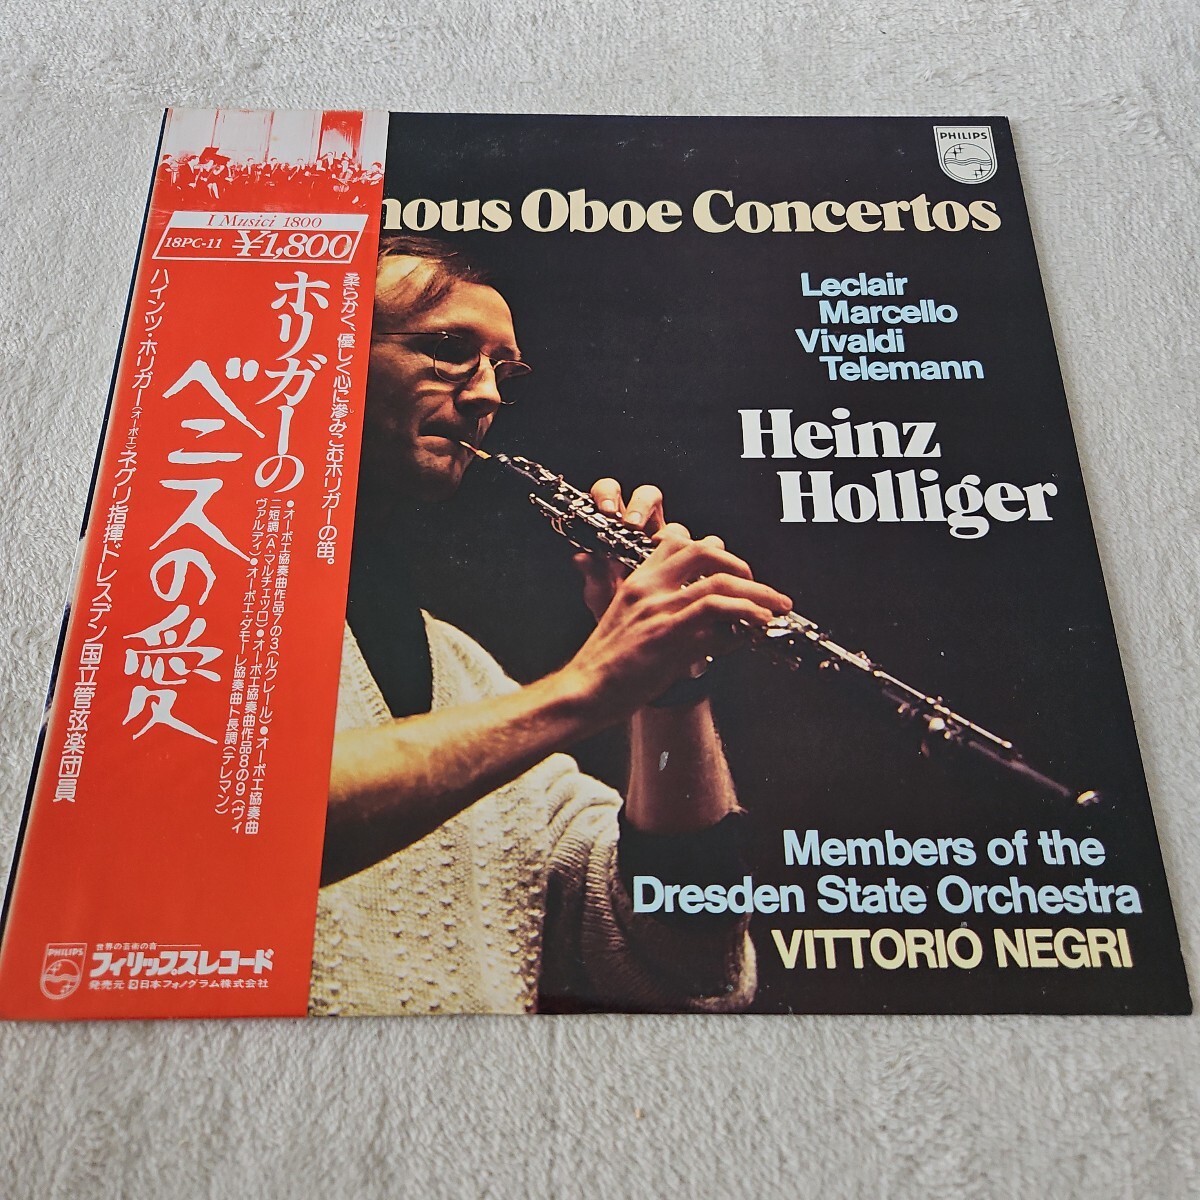 I Musici 1800
18PC-11 ¥1,800
柔らかく、優しく心に滲みこむホリガーの笛。
ホリガーの
ベニスの愛
●オーボエ協奏曲作品7の3(ルクレール)●オーボエ協奏曲
ニ短調(A・マルチェッロ)●オーボエ協奏曲作品8の9(ヴィ
ヴァルディ)●オーボエ・ダモーレ協奏曲ト長調(テレマン)
ハインツ・ホリガー(オーボエ)ネグリ指揮ドレスデン国立管弦楽団員
PHILIPS
世界の芸術の音
フィリップスレコード
発売元 日本フォノグラム株式会社
PHILIPS
nous Oboe Concertos
Leclair
Marcello
Vivaldi
Telemann
Heinz
Holliger
Members of the
Dresden State Orchestra
VITTORIO NEGRI